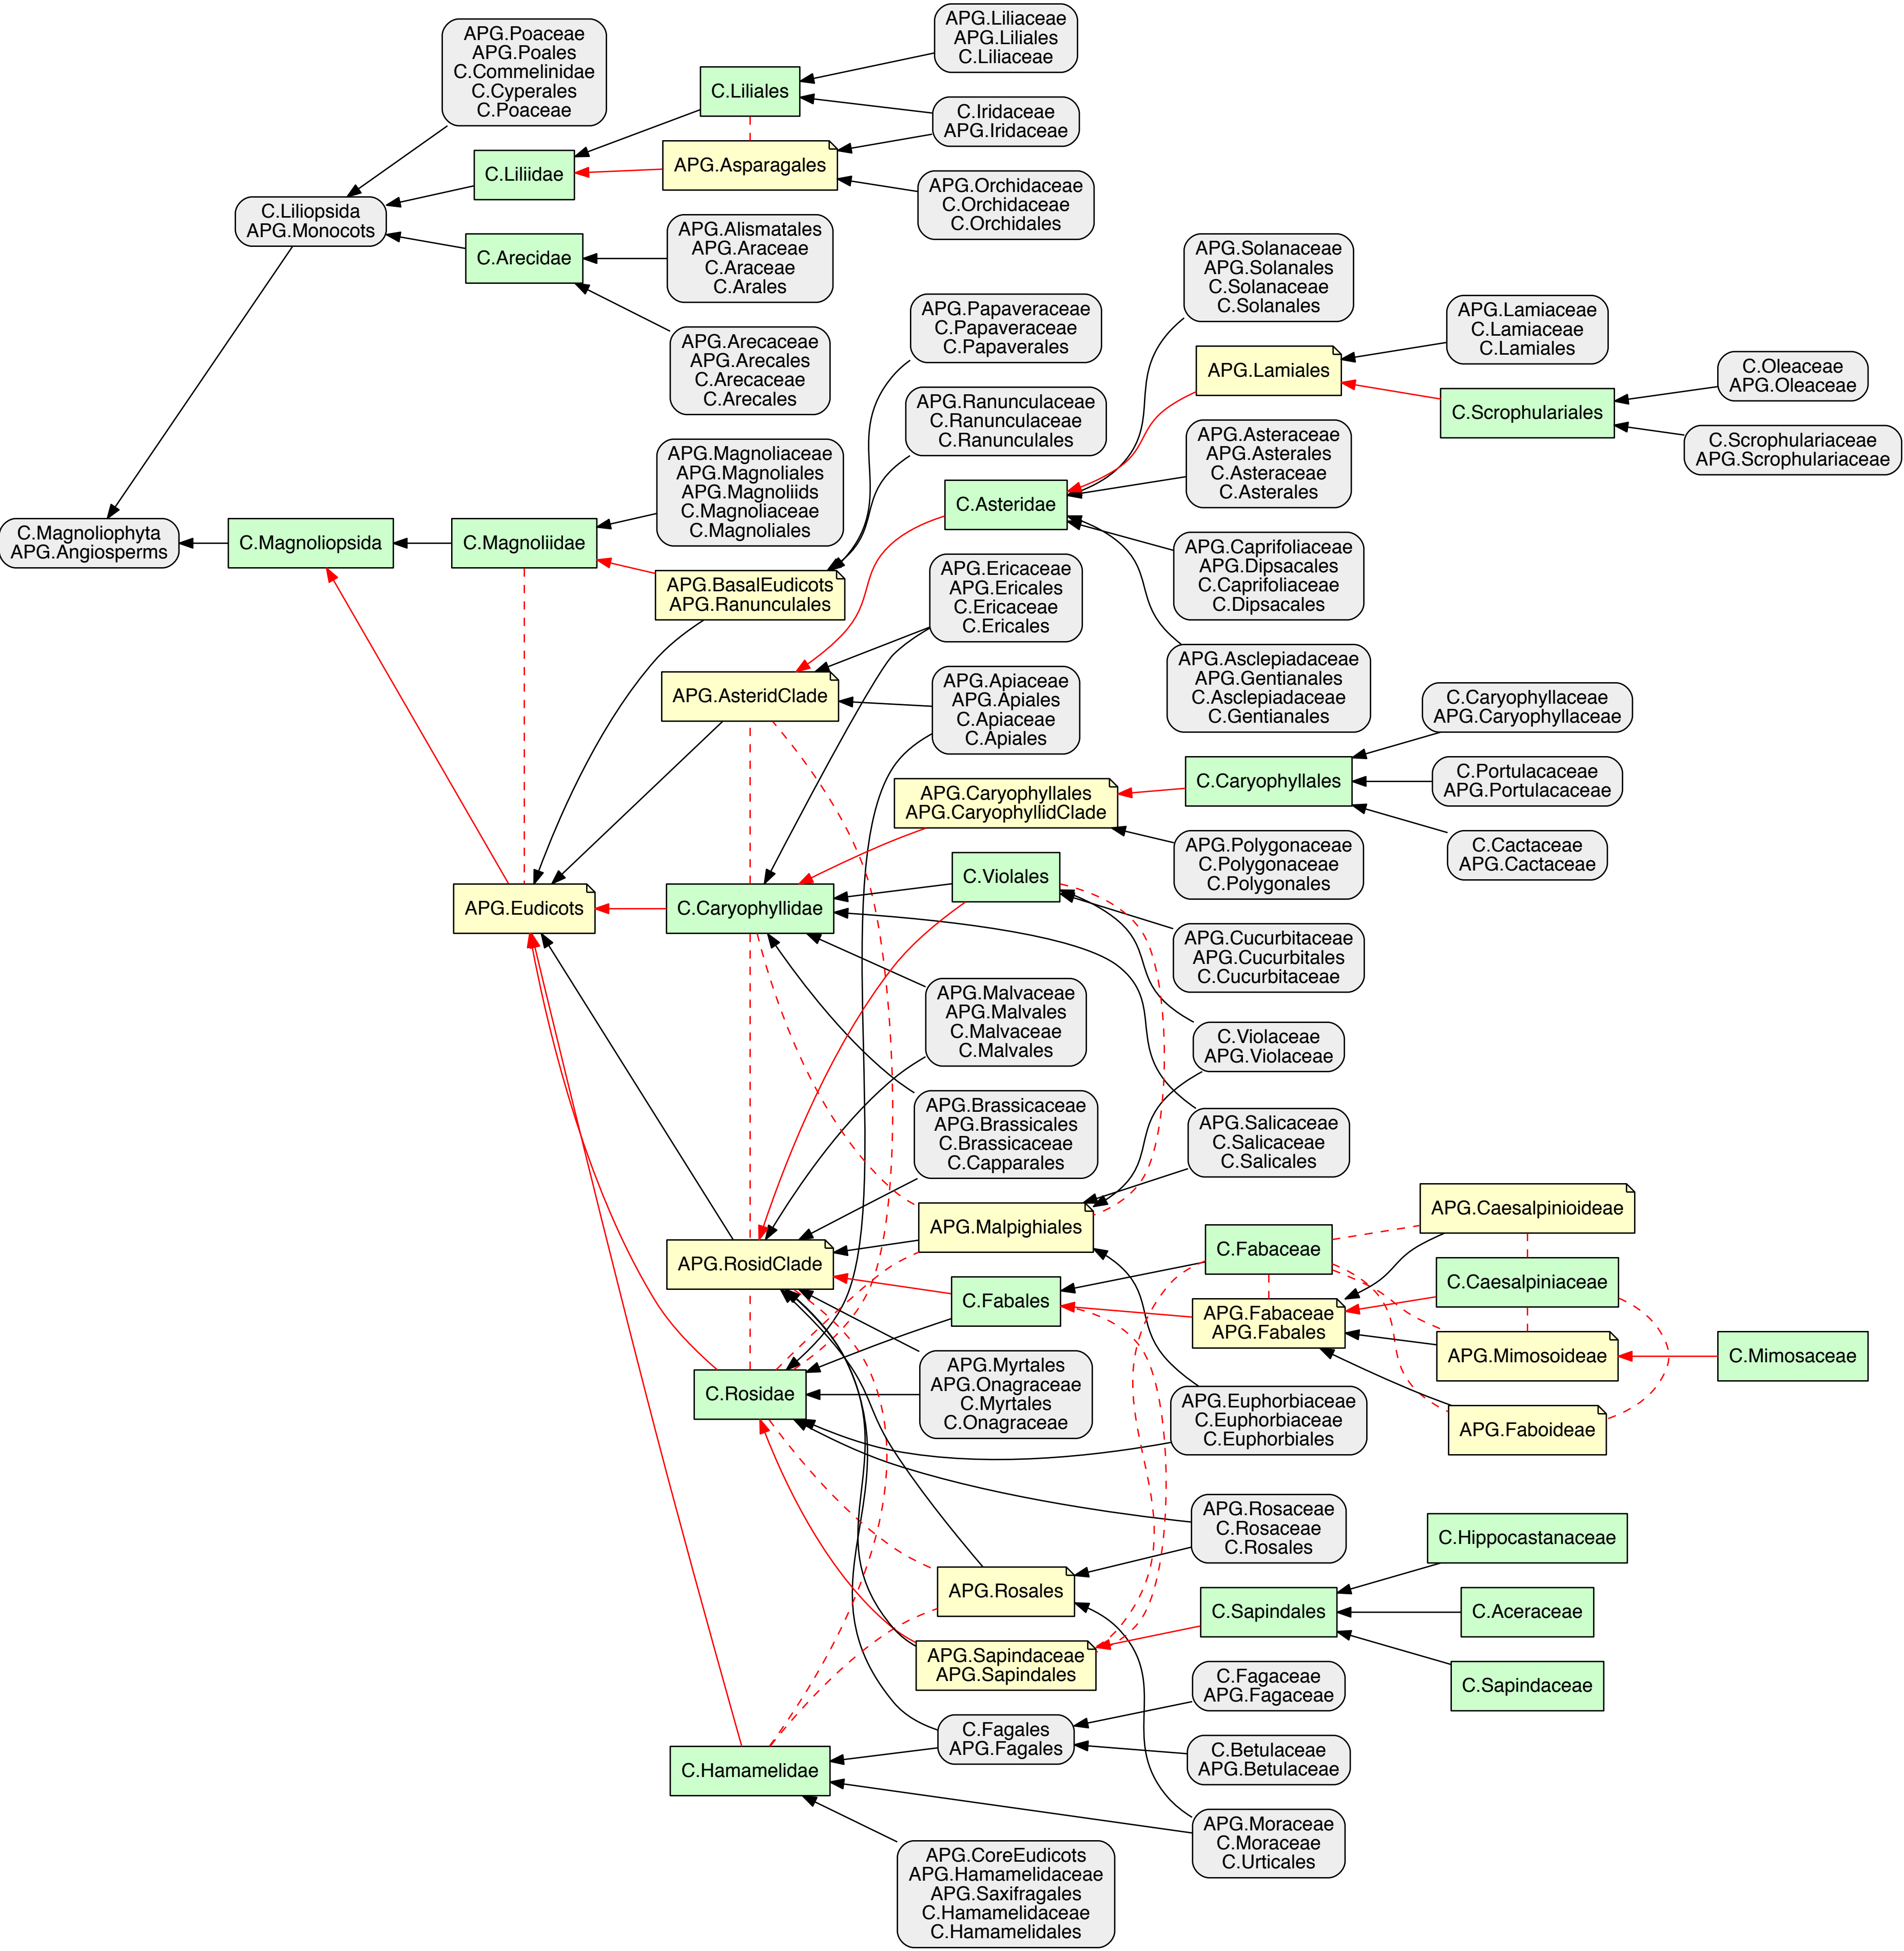 APG.Poaceae
APG.Poales
C.Commelinidae
C.Cyperales
C.Poaceae
C.Liliales
APG.Liliaceae
APG.Liliales
C.Liliaceae
C.Iridaceae
APG.Iridaceae
C.Liliidae
APG.Asparagales
APG.Orchidaceae
C.Orchidaceae
C.Orchidales
C.Liliopsida
APG.Monocots
C.Arecidae
APG.Alismatales
APG.Araceae
C.Araceae
C.Arales
APG.Arecaceae
APG.Arecales
C.Arecaceae
C.Arecales
APG.Papaveraceae
C.Papaveraceae
C.Papaverales
APG.Solanaceae
APG.Solanales
C.Solanaceae
C.Solanales
APG.Lamiaceae
C.Lamiaceae
C.Lamiales
APG.Lamiales
C.Scrophulariales
C.Oleaceae
APG.Oleaceae
C.Scrophulariaceae
APG.Scrophulariaceae
APG.Ranunculaceae
C.Ranunculaceae
C.Ranunculales
APG.Asteraceae
APG.Asterales
C.Asteraceae
C.Asterales
APG.Magnoliaceae
APG.Magnoliales
APG.Magnoliids
C.Magnoliaceae
C.Magnoliales
C.Asteridae
C.Magnoliophyta
APG.Angiosperms
C.Magnoliopsida
C.Magnoliidae
APG.BasalEudicots
APG.Ranunculales
APG.Caprifoliaceae
APG.Dipsacales
C.Caprifoliaceae
C.Dipsacales
APG.Ericaceae
APG.Ericales
C.Ericaceae
C.Ericales
APG.Asclepiadaceae
APG.Gentianales
C.Asclepiadaceae
C.Gentianales
APG.AsteridClade
APG.Apiaceae
APG.Apiales
C.Apiaceae
C.Apiales
C.Caryophyllaceae
APG.Caryophyllaceae
C.Caryophyllales
C.Portulacaceae
APG.Portulacaceae
APG.Caryophyllales
APG.CaryophyllidClade
C.Cactaceae
APG.Cactaceae
APG.Polygonaceae
C.Polygonaceae
C.Polygonales
C.Violales
APG.Eudicots
C.Caryophyllidae
APG.Cucurbitaceae
APG.Cucurbitales
C.Cucurbitaceae
APG.Malvaceae
APG.Malvales
C.Malvaceae
C.Malvales
C.Violaceae
APG.Violaceae
APG.Brassicaceae
APG.Brassicales
C.Brassicaceae
C.Capparales
APG.Salicaceae
C.Salicaceae
C.Salicales
APG.Malpighiales
APG.Caesalpinioideae
APG.RosidClade
C.Fabaceae
C.Caesalpiniaceae
C.Fabales
APG.Fabaceae
APG.Fabales
APG.Mimosoideae
C.Mimosaceae
C.Rosidae
APG.Myrtales
APG.Onagraceae
C.Myrtales
C.Onagraceae
APG.Euphorbiaceae
C.Euphorbiaceae
C.Euphorbiales
APG.Faboideae
APG.Rosaceae
C.Rosaceae
C.Rosales
C.Hippocastanaceae
APG.Rosales
C.Sapindales
C.Aceraceae
APG.Sapindaceae
APG.Sapindales
C.Sapindaceae
C.Fagaceae
APG.Fagaceae
C.Fagales
APG.Fagales
C.Betulaceae
APG.Betulaceae
C.Hamamelidae
APG.Moraceae
C.Moraceae
C.Urticales
APG.CoreEudicots
APG.Hamamelidaceae
APG.Saxifragales
C.Hamamelidaceae
C.Hamamelidales